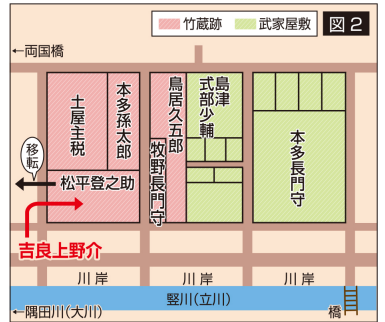 竹蔵跡
武家屋敷
図2
←両国橋
土屋主税
本多孫太郎
鳥居久五郎
島津
式部少輔
牧野長門守
本多長門守
移転
松平登之助
吉良上野介
川岸
川岸
川岸
竪川(立川)
←隅田川(大川)
橋